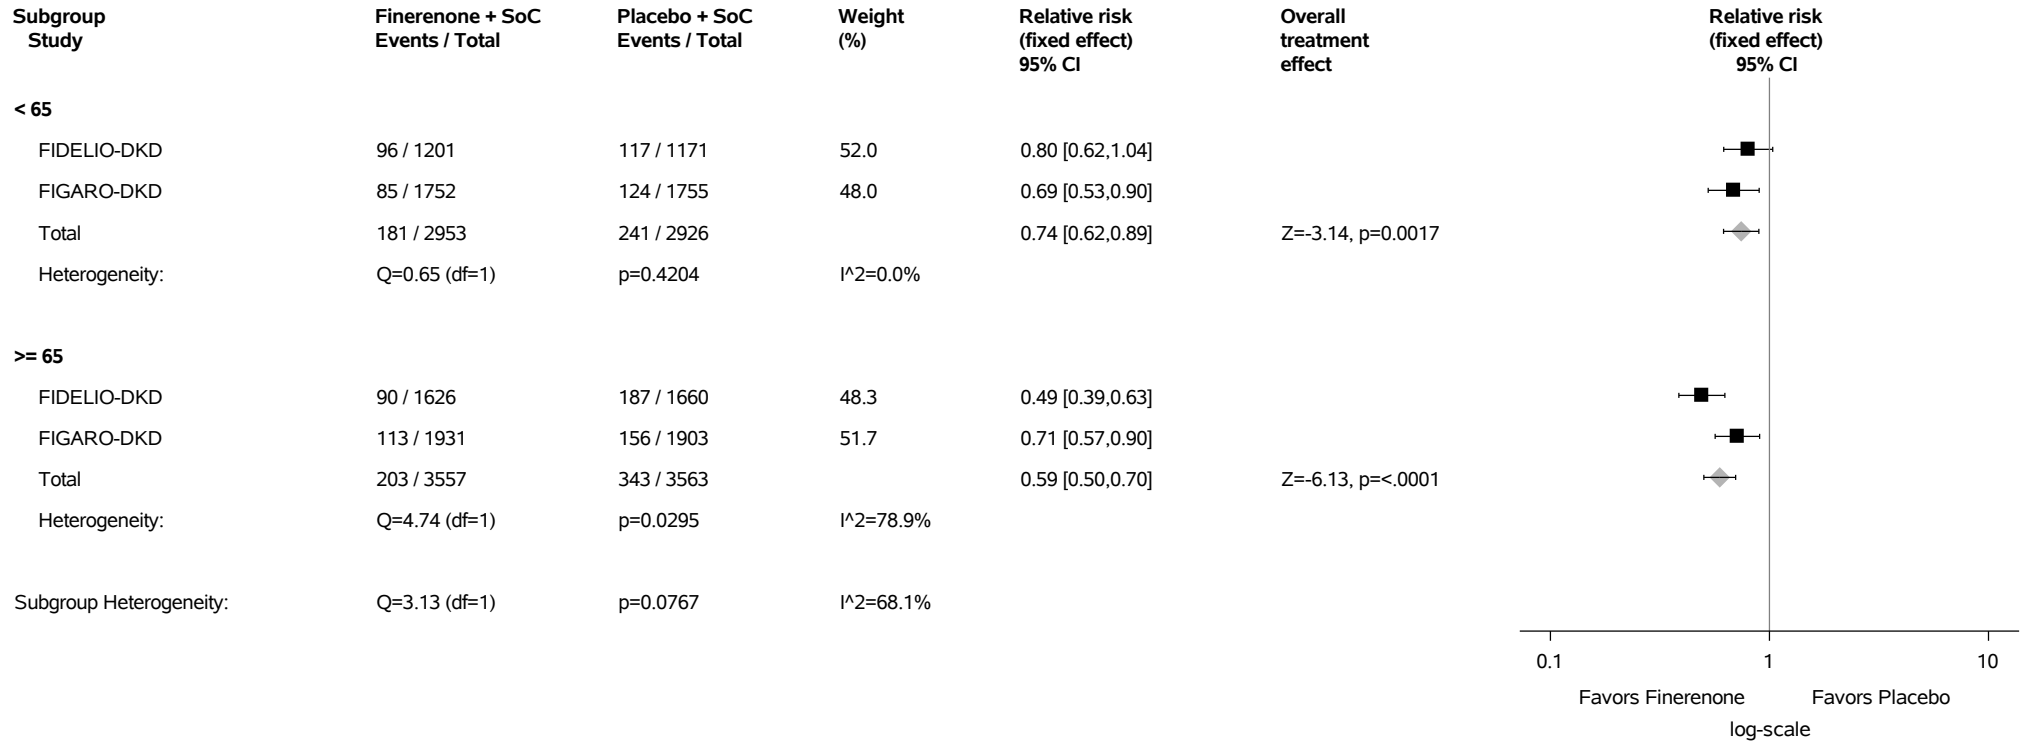 Subgroup Finerenone + SoC Placebo + SoC Weight Relative risk Overall Relative risk
Study Events / Total Events / Total (%) (fixed effect) treatment (fixed effect)
95% CI effect 95% CI
< 65
FIDELIO-DKD 96 / 1201 117 / 1171 52.0 0.80 [0.62,1.04]
FIGARO-DKD 85 / 1752 124 / 1755 48.0 0.69 [0.53,0.90]
Total 181 / 2953 241 / 2926 0.74 [0.62,0.89] Z=-3.14, p=0.0017
Heterogeneity: Q=0.65 (df=1) p=0.4204 I^2=0.0%
>= 65
FIDELIO-DKD 90 / 1626 187 / 1660 48.3 0.49 [0.39,0.63]
FIGARO-DKD 113 / 1931 156 / 1903 51.7 0.71 [0.57,0.90]
Total 203 / 3557 343 / 3563 0.59 [0.50,0.70] Z=-6.13, p=<.0001
Heterogeneity: Q=4.74 (df=1) p=0.0295 I^2=78.9%
Subgroup Heterogeneity: Q=3.13 (df=1) p=0.0767 I^2=68.1%
0.1 1 10
Favors Finerenone Favors Placebo
log-scale